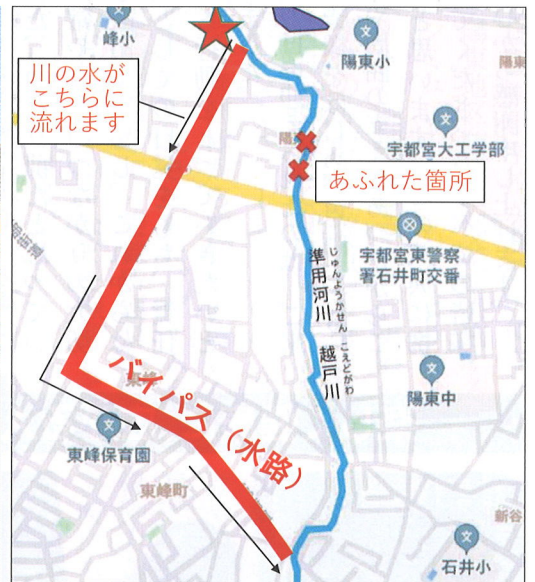 峰小
陽東小
陽東
川の水が
こちらに
流れます
宇都宮大工学部
あふれた箇所
宇都宮東警察
署石井町交番
じゅんようかせん こえどがわ
準用河川 越戸川
陽東中
バイパス(水路)
東峰保育園
東峰町
新谷
石井小